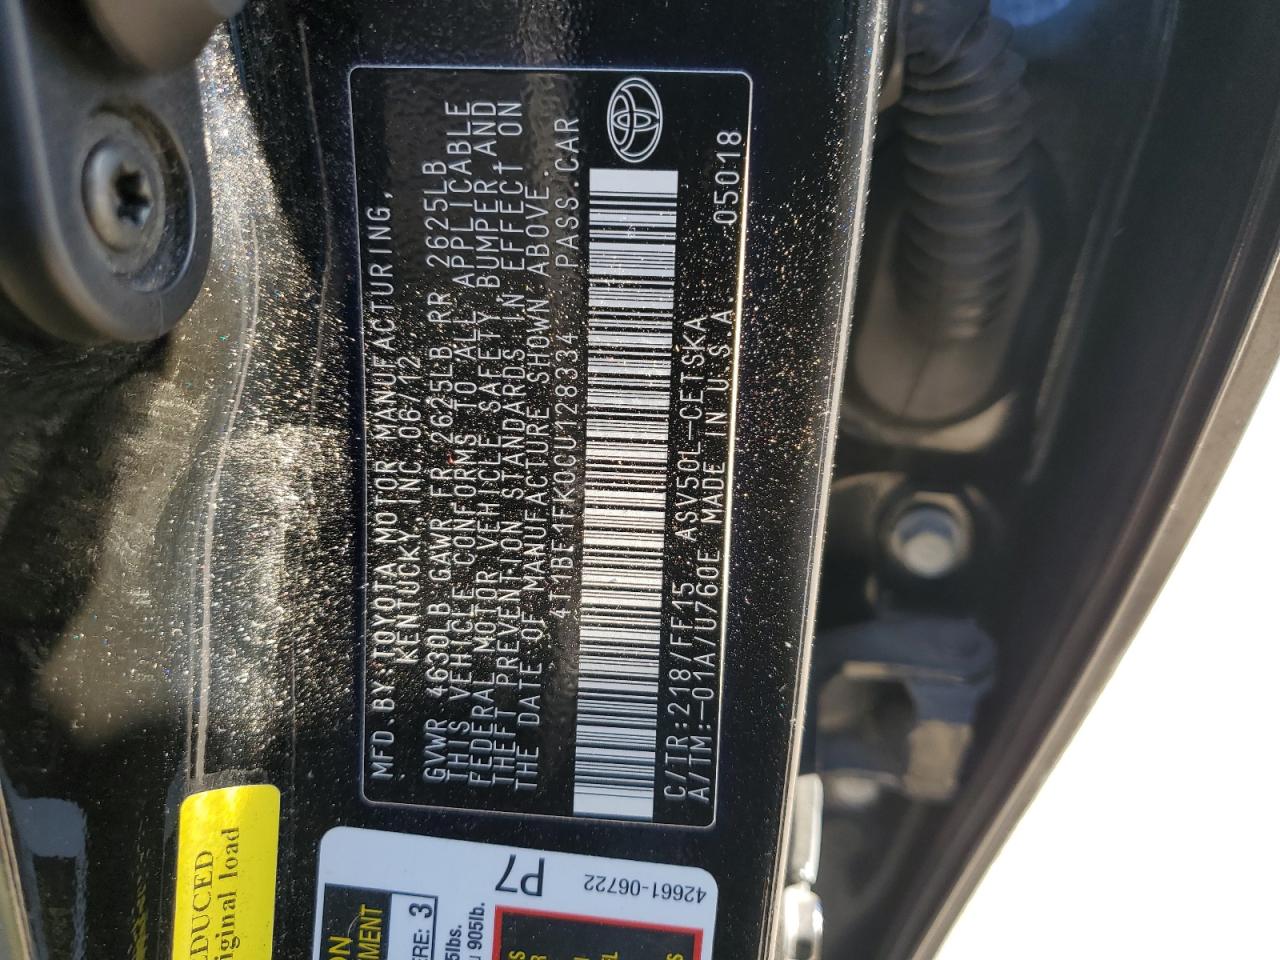 MFD.BY:TOYOTA MOTOR MANUFACTURING,
KENTUCKY, INC. 06/12
GVWR 4630LB GAWR FR 2625LB RR 2625LB
THIS VEHICLE CONFORMS TO ALL APPLICABLE
FEDERAL MOTOR VEHICLE SAFETY, BUMPER, AND
THEFT PREVENTION STANDARDS IN EFFECT ON
THE DATE OF MANUFACTURE SHOWN ABOVE.
4T1BE1FK0CU128334 PASS.CAR
C/TR:218/FF15 ASV50L-CETSKA
A/TM:-01A/U760E MADE IN U.S.A. 05018
original load
P7
42661-06722
3
905lb.